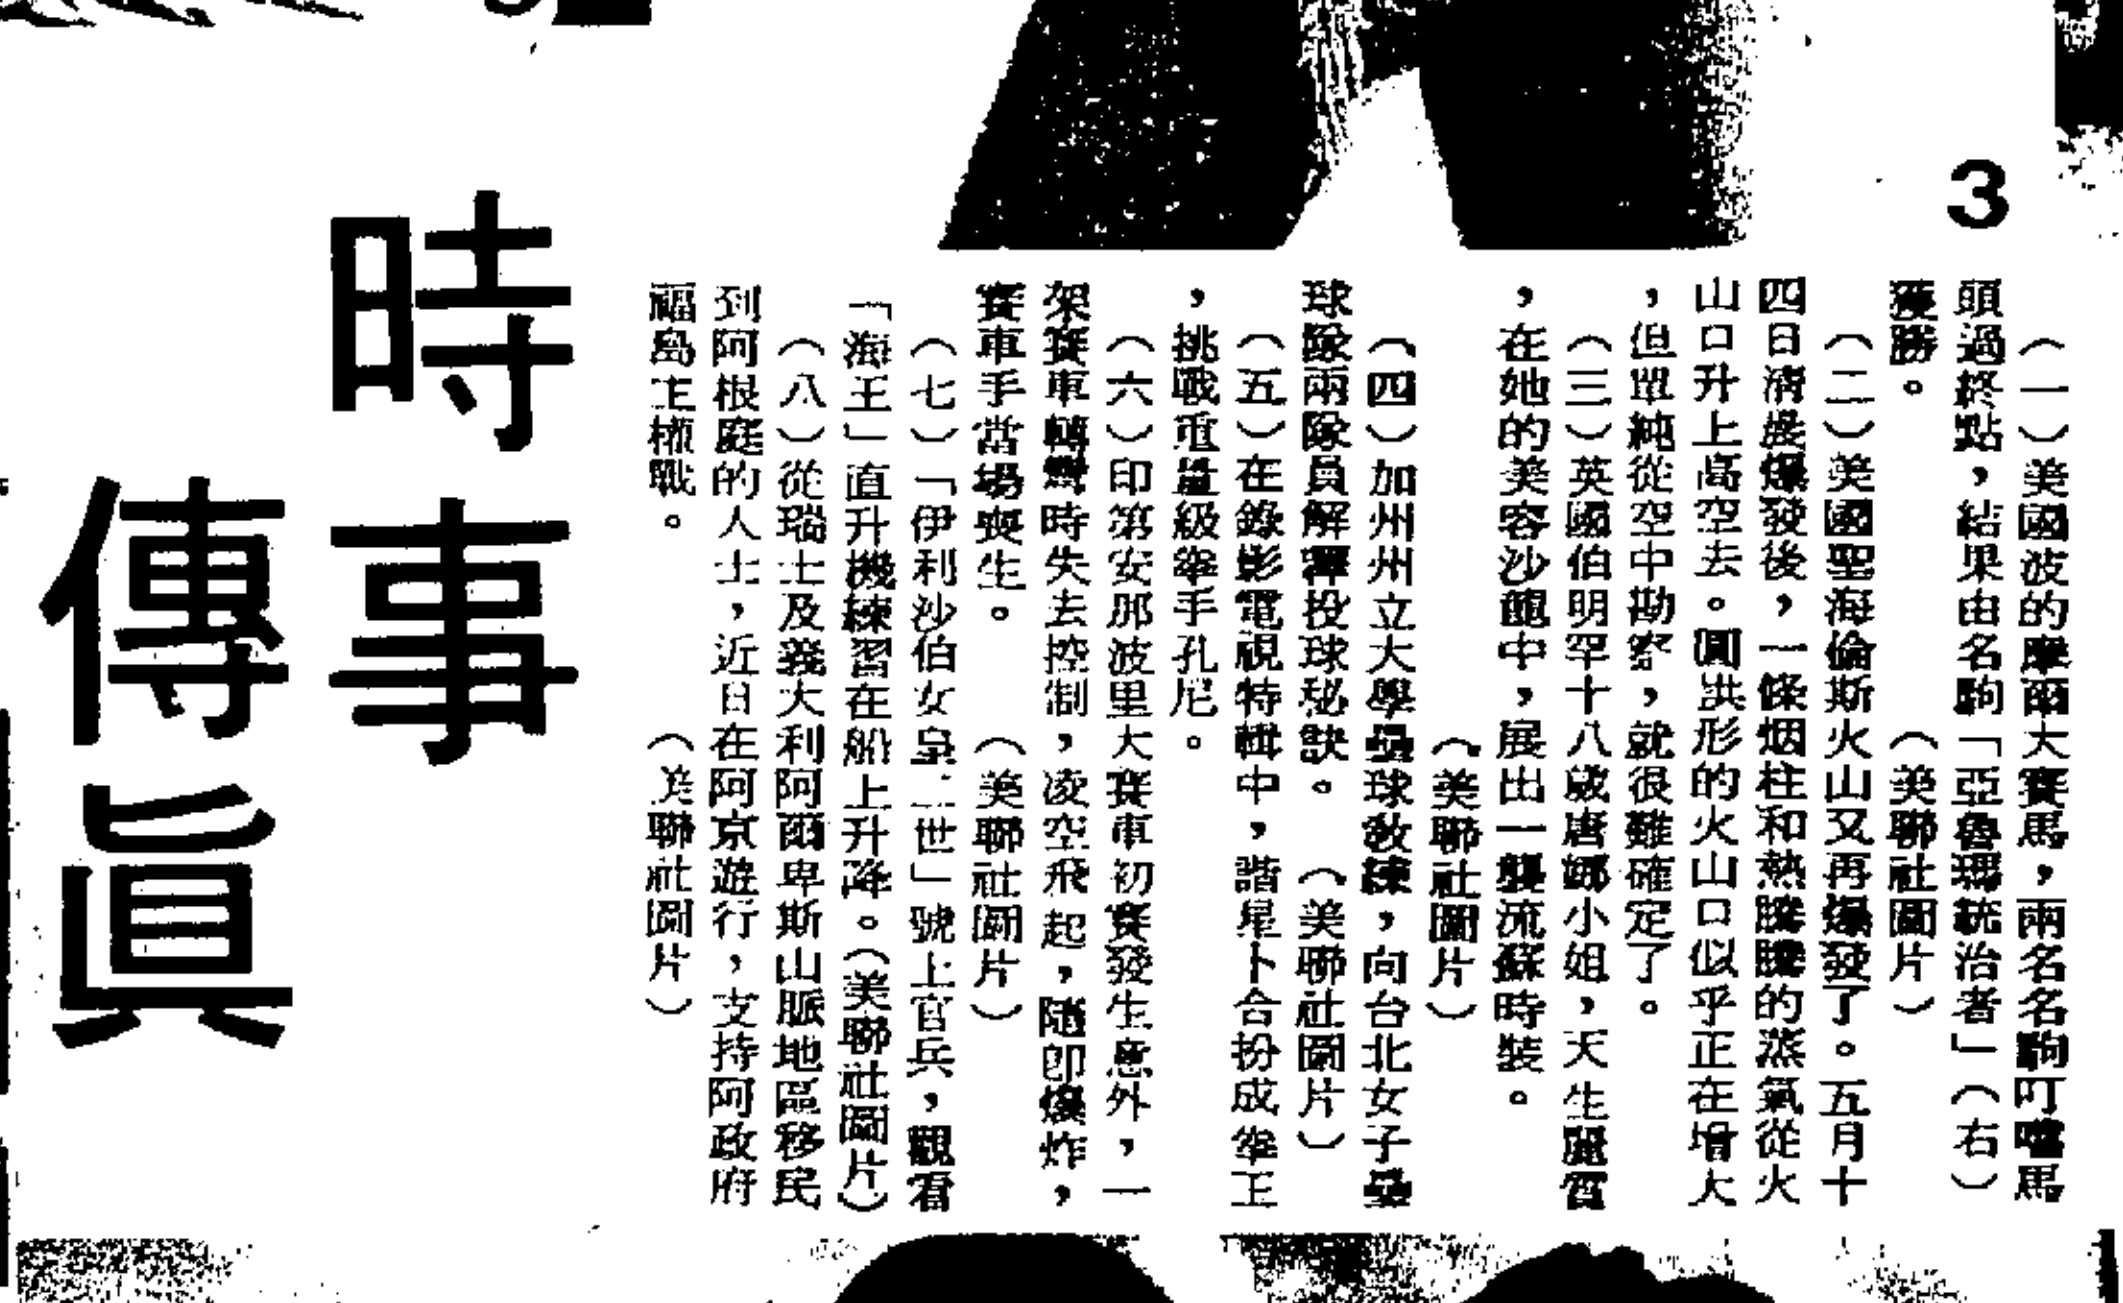 3
時事
傳眞
（一）美國波的摩爾大賽馬，兩名名駒叮噹馬
頭過終點，結果由名駒「亞魯瑪統治者」（右）
獲勝。（美聯社圖片）
（二）美國聖海倫斯火山又再爆發了。五月十
四日清晨爆發後，一條烟柱和熱騰騰的蒸氣從火
山口升上高空去。圓洪形的火山口似乎正在增大
，但單純從空中勘察，就很難確定了。
（三）英國伯明罕十八歲唐娜小姐，天生麗質
，在她的美容沙龍中，展出一襲流蘇時裝。
（美聯社圖片）
（四）加州州立大學壘球敎練，向台北女子壘
球隊兩隊員解釋投球秘訣。（美聯社圖片）
（五）在錄影電視特輯中，諧星卜合扮成拳王
，挑戰重量級拳手孔尼。
（六）印第安那波里大賽車初賽發生意外，一
架賽車轉彎時失去控制，凌空飛起，隨即爆炸，
賽車手當場喪生。（美聯社圖片）
（七）「伊利沙伯女皇二世」號上官兵，觀看
「海王」直升機練習在船上升降。（美聯社圖片）
（八）從瑞士及義大利阿爾卑斯山脈地區移民
到阿根庭的人士，近日在阿京遊行，支持阿政府
福島主權戰。（美聯社圖片）